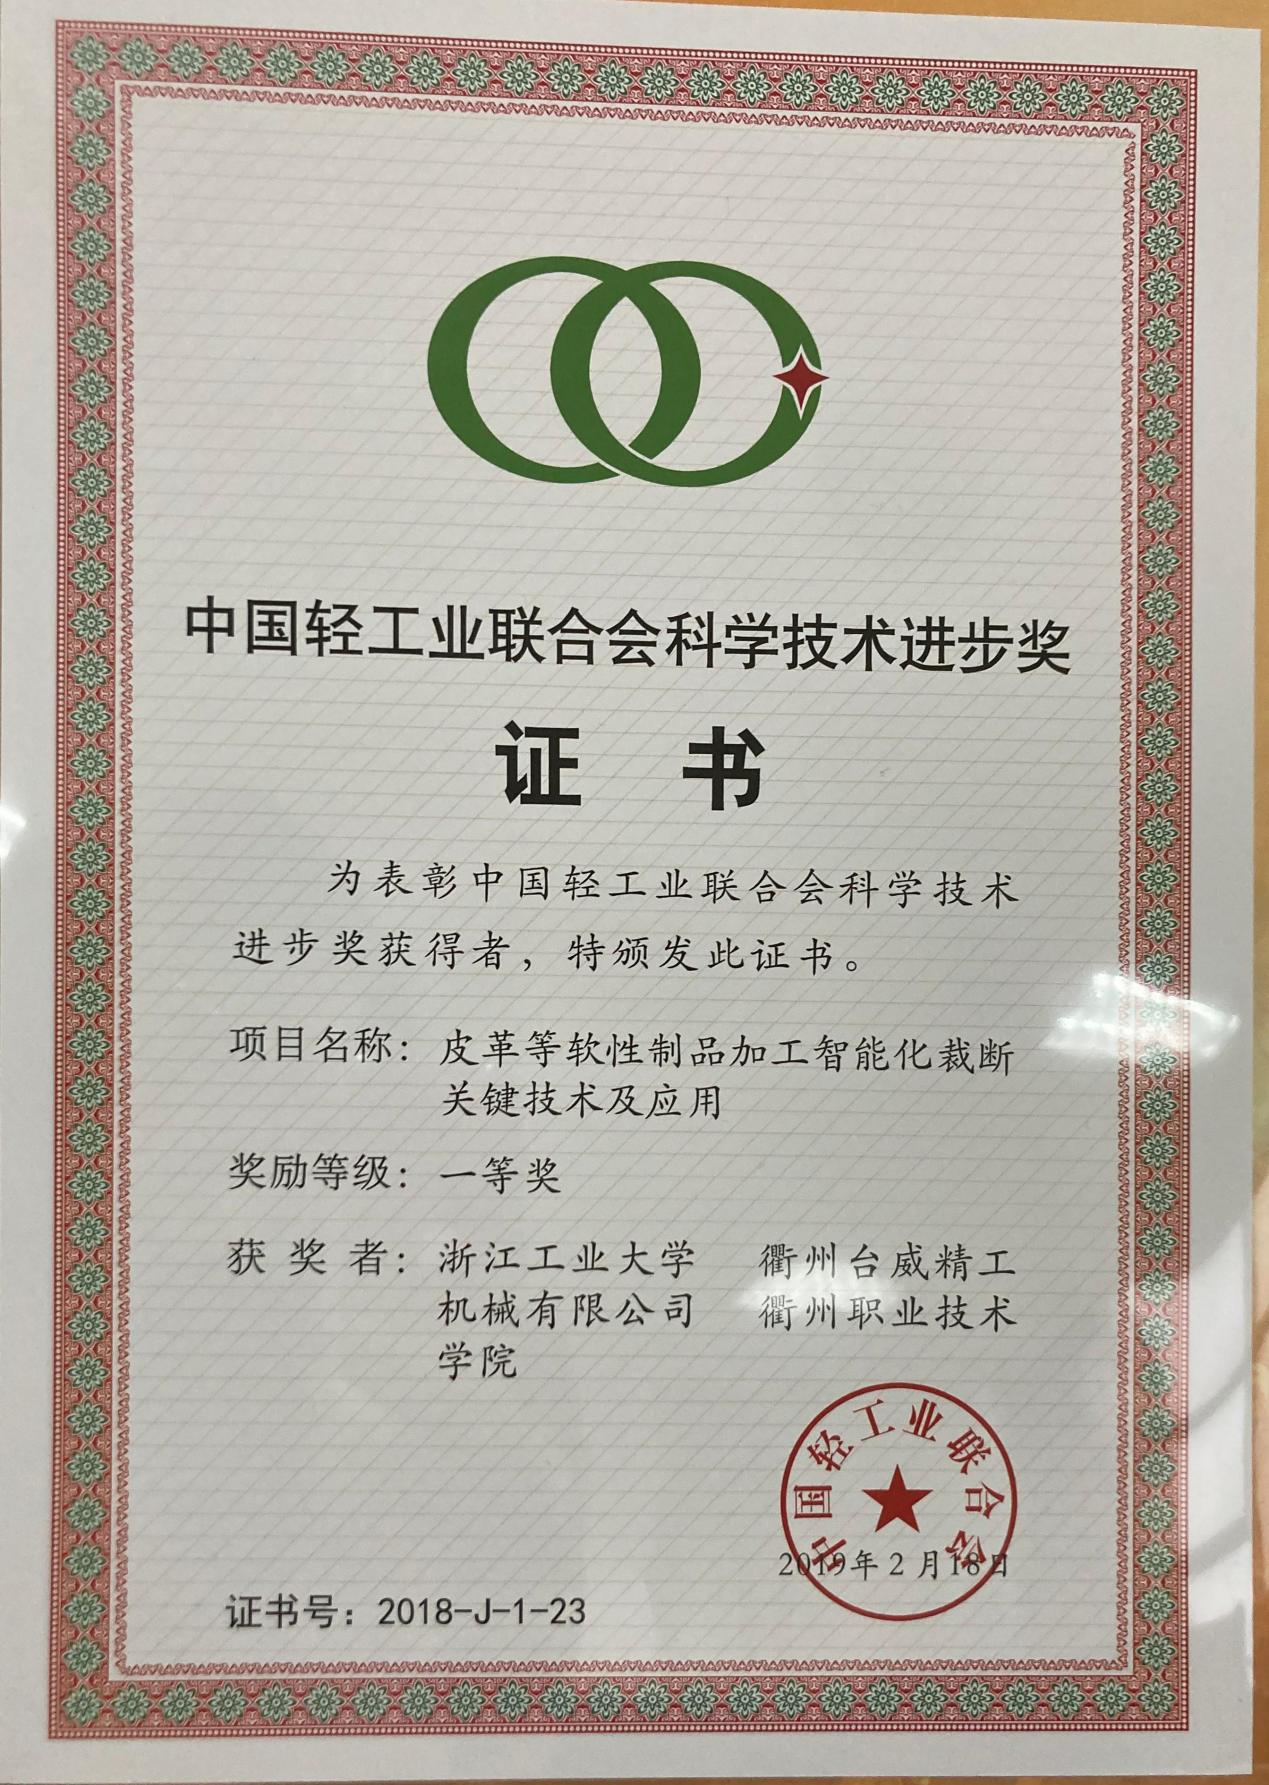 中国轻工业联合会科学技术进步奖
证 书
为表彰中国轻工业联合会科学技术
进步奖获得者，特颁发此证书。
项目名称：皮革等软性制品加工智能化裁断
关键技术及应用
奖励等级：一等奖
获 奖 者：浙江工业大学 衢州台威精工
机械有限公司 衢州职业技术
学院
中国轻工业联合会
2019年2月18日
证书号：2018-J-1-23